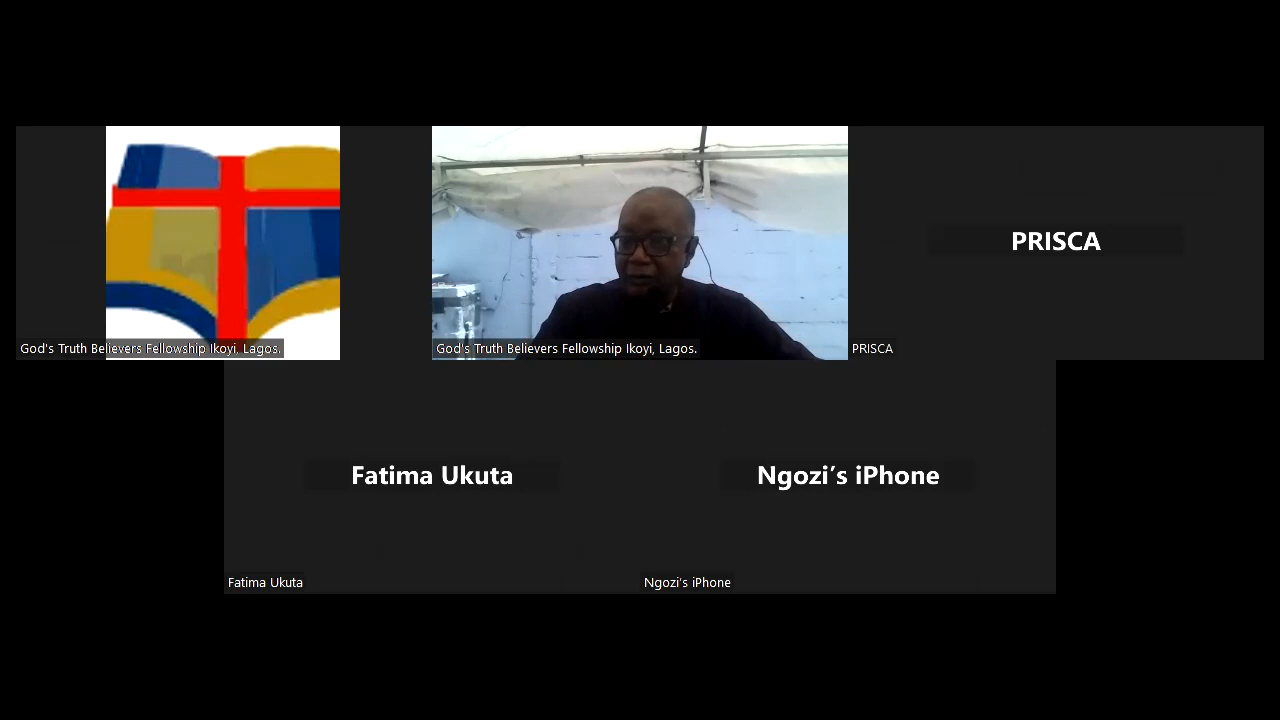 PRISCA
God's Truth Believers Fellowship Ikoyi, Lagos.
God's Truth Believers Fellowship Ikoyi, Lagos.
PRISCA
Fatima Ukuta
Ngozi’s iPhone
Fatima Ukuta
Ngozi’s iPhone